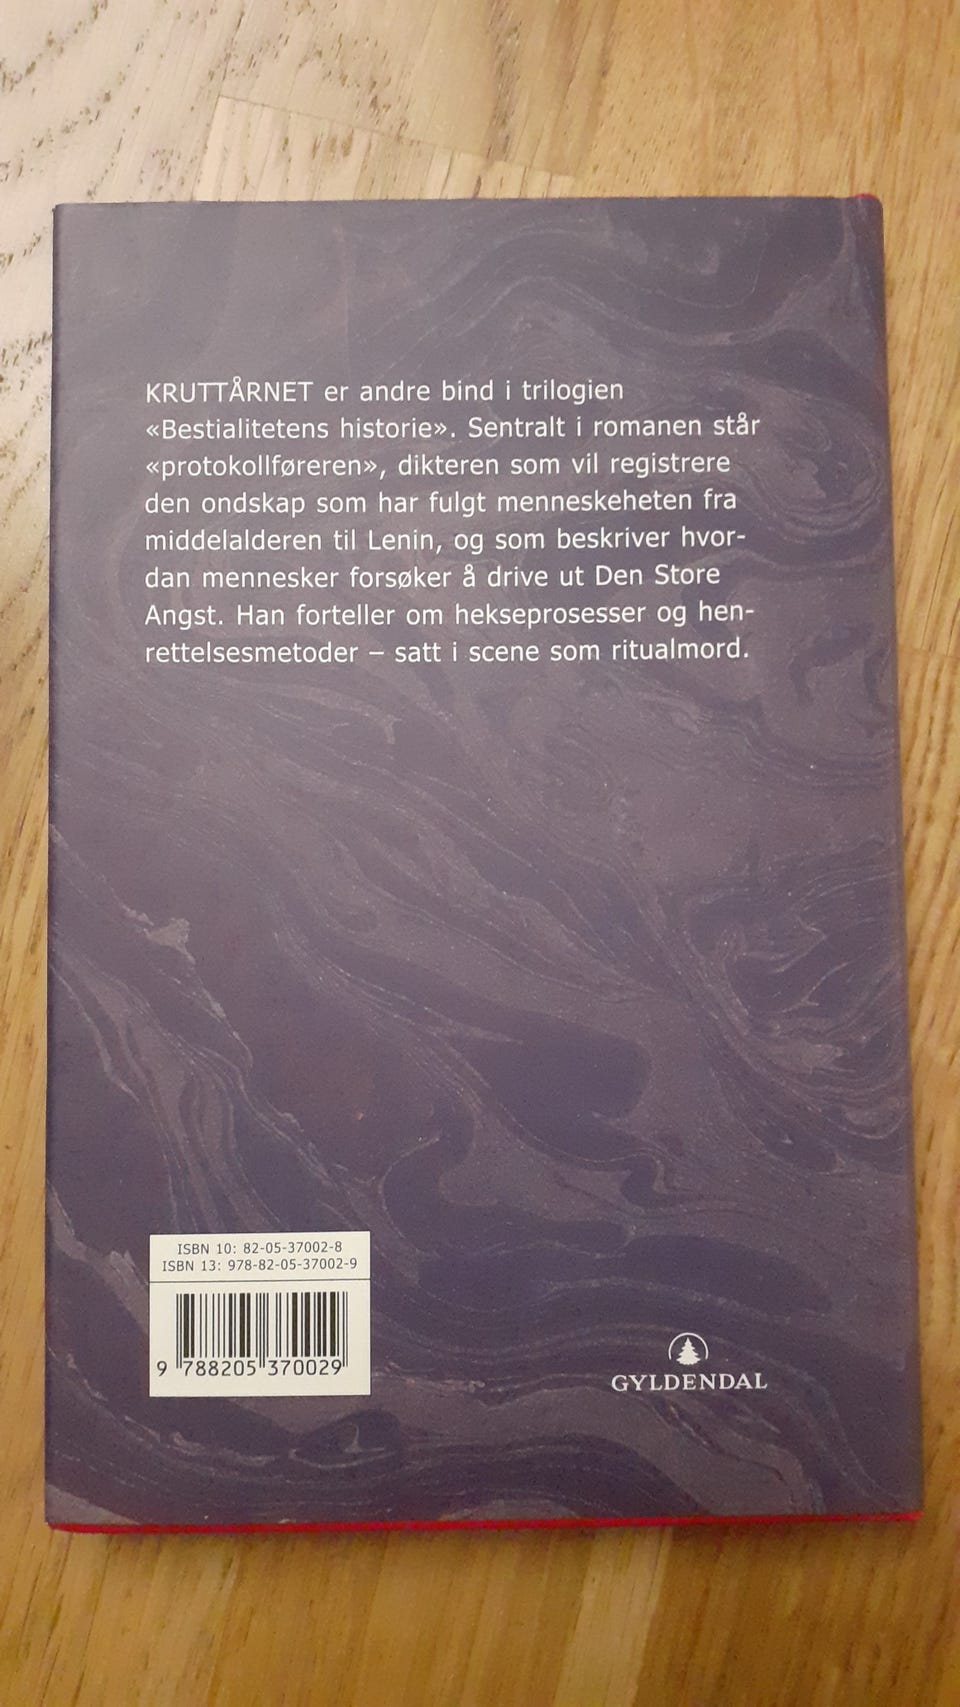 KRUTTÅRNET er andre bind i trilogien
«Bestialitetens historie». Sentralt i romanen står
«protokollføreren», dikteren som vil registrere
den ondskap som har fulgt menneskeheten fra
middelalderen til Lenin, og som beskriver hvor-
dan mennesker forsøker å drive ut Den Store
Angst. Han forteller om hekseprosesser og hen-
rettelsesmetoder – satt i scene som ritualmord.
ISBN 10: 82-05-37002-8
ISBN 13: 978-82-05-37002-9
9 788205 370029
GYLDENDAL